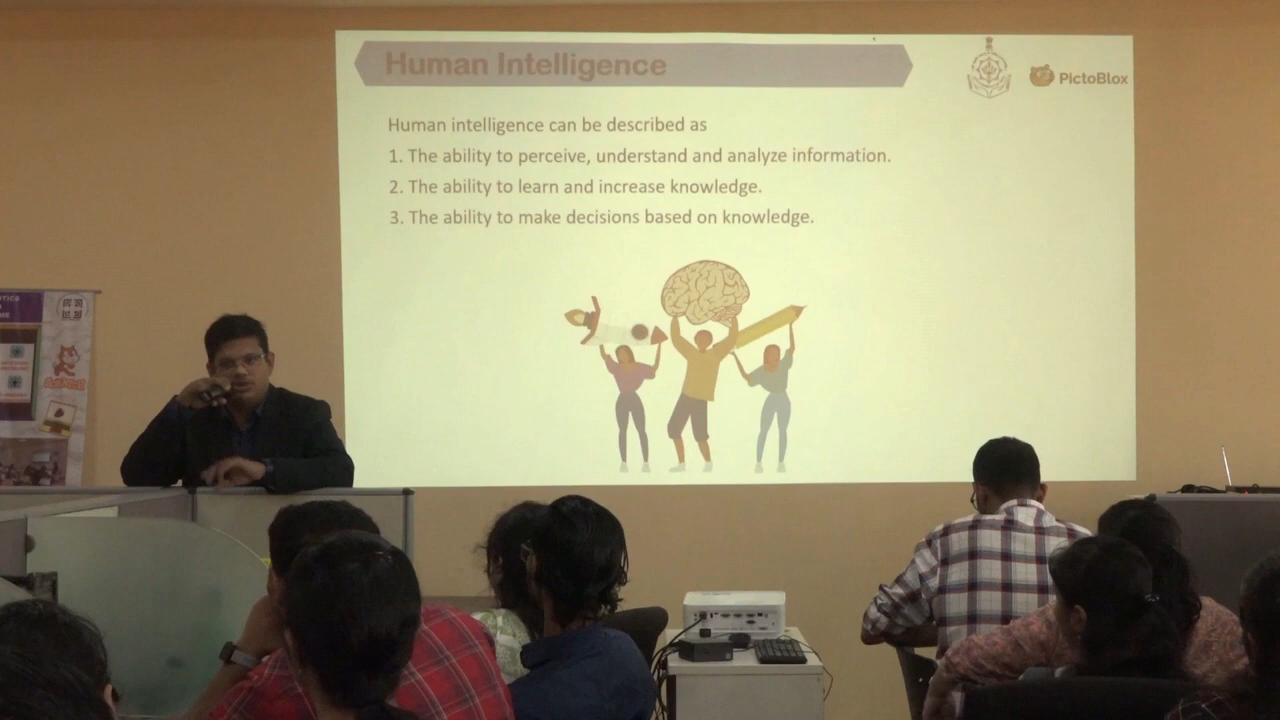 Human Intelligence
PictoBlox
Human intelligence can be described as
1. The ability to perceive, understand and analyze information.
2. The ability to learn and increase knowledge.
3. The ability to make decisions based on knowledge.